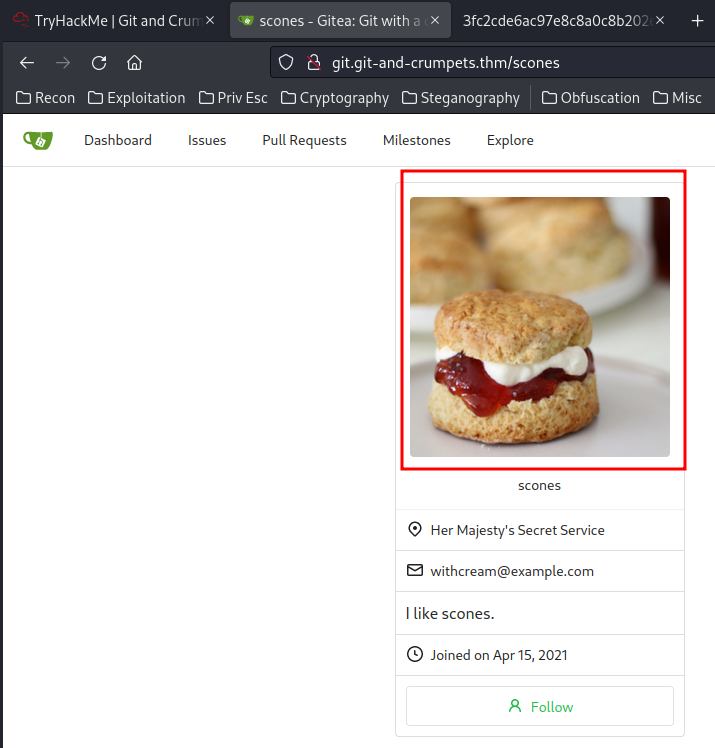 TryHackMe | Git and Crum
scones - Gitea: Git with a
3fc2cde6ac97e8c8a0c8b202
git.git-and-crumpets.thm/scones
Recon Exploitation Priv Esc Cryptography Steganography Obfuscation Misc
Dashboard Issues Pull Requests Milestones Explore
scones
Her Majesty's Secret Service
withcream@example.com
I like scones.
Joined on Apr 15, 2021
Follow